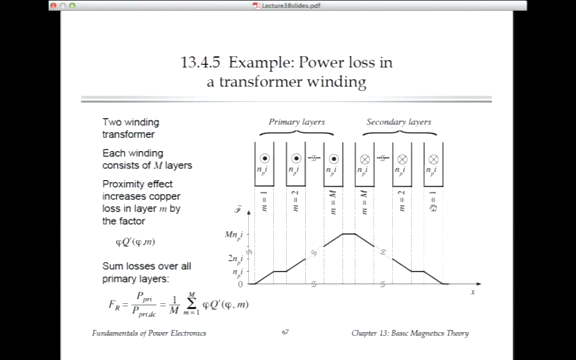 Lecture38slides.pdf
13.4.5 Example: Power loss in
a transformer winding
Two winding
transformer
Each winding
consists of M layers
Proximity effect
increases copper
loss in layer m by
the factor
φQ′(φ,m)
Sum losses over all
primary layers:
F_R = P_pri / P_pri,dc = 1/M Σ_{m=1}^{M} φQ′(φ, m)
Primary layers Secondary layers
n_p i n_p i n_p i n_p i n_p i n_p i
m = 1 m = 2 m = M m = M m = 2 m = 1
ℱ
Mn_p i
2n_p i
n_p i
0
x
Fundamentals of Power Electronics 67 Chapter 13: Basic Magnetics Theory